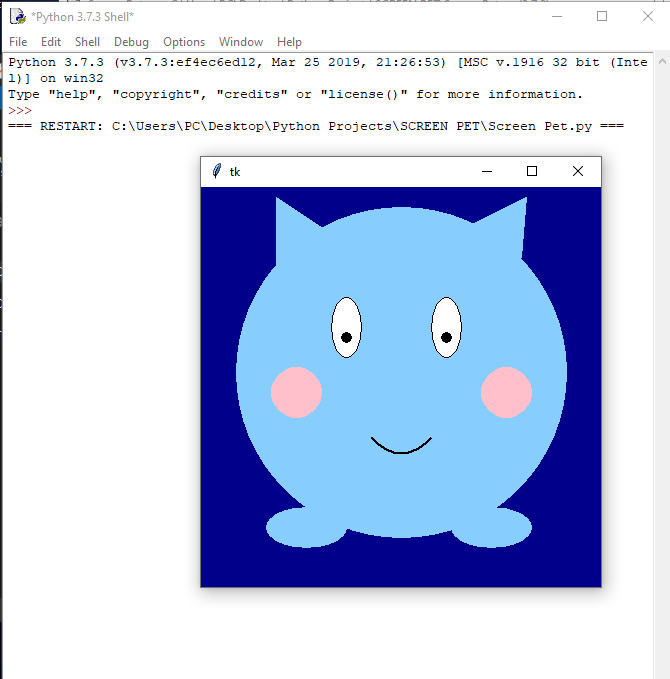 *Python 3.7.3 Shell*
File Edit Shell Debug Options Window Help
Python 3.7.3 (v3.7.3:ef4ec6ed12, Mar 25 2019, 21:26:53) [MSC v.1916 32 bit (Inte
l)] on win32
Type "help", "copyright", "credits" or "license()" for more information.
>>>
=== RESTART: C:\Users\PC\Desktop\Python Projects\SCREEN PET\Screen Pet.py ===
tk